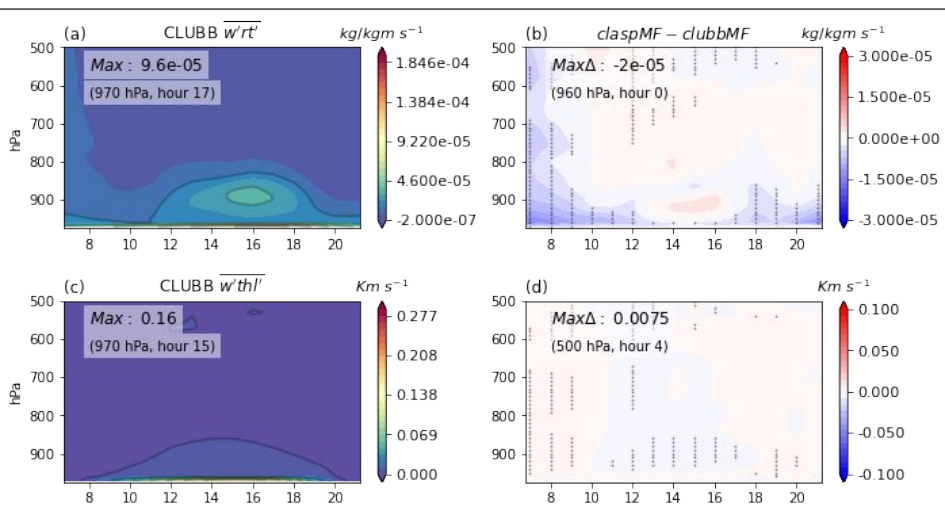 (a) CLUBB w'rt' kg/kgm s⁻¹
500
600
700
800
900
hPa
Max : 9.6e-05
(970 hPa, hour 17)
8 10 12 14 16 18 20
1.846e-04
1.384e-04
9.220e-05
4.600e-05
-2.000e-07
(b) claspMF − clubbMF kg/kgm s⁻¹
500
600
700
800
900
MaxΔ : -2e-05
(960 hPa, hour 0)
8 10 12 14 16 18 20
3.000e-05
1.500e-05
0.000e+00
-1.500e-05
-3.000e-05
(c) CLUBB w'thl' Km s⁻¹
500
600
700
800
900
hPa
Max : 0.16
(970 hPa, hour 15)
8 10 12 14 16 18 20
0.277
0.208
0.138
0.069
0.000
(d) Km s⁻¹
500
600
700
800
900
MaxΔ : 0.0075
(500 hPa, hour 4)
8 10 12 14 16 18 20
0.100
0.050
0.000
-0.050
-0.100